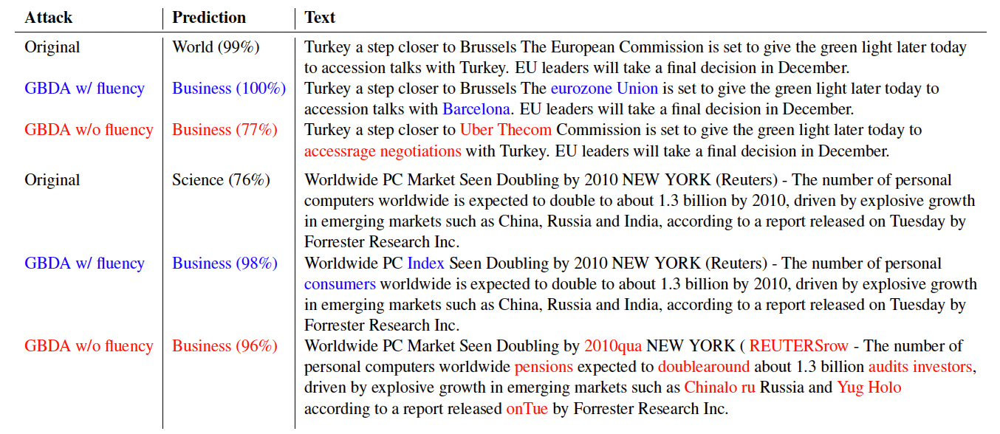 Attack Prediction Text
Original World (99%) Turkey a step closer to Brussels The European Commission is set to give the green light later today
to accession talks with Turkey. EU leaders will take a final decision in December.
GBDA w/ fluency Business (100%) Turkey a step closer to Brussels The eurozone Union is set to give the green light later today to
accession talks with Barcelona. EU leaders will take a final decision in December.
GBDA w/o fluency Business (77%) Turkey a step closer to Uber Thecom Commission is set to give the green light later today to
accessrage negotiations with Turkey. EU leaders will take a final decision in December.
Original Science (76%) Worldwide PC Market Seen Doubling by 2010 NEW YORK (Reuters) - The number of personal
computers worldwide is expected to double to about 1.3 billion by 2010, driven by explosive growth
in emerging markets such as China, Russia and India, according to a report released on Tuesday by
Forrester Research Inc.
GBDA w/ fluency Business (98%) Worldwide PC Index Seen Doubling by 2010 NEW YORK (Reuters) - The number of personal
consumers worldwide is expected to double to about 1.3 billion by 2010, driven by explosive growth
in emerging markets such as China, Russia and India, according to a report released on Tuesday by
Forrester Research Inc.
GBDA w/o fluency Business (96%) Worldwide PC Market Seen Doubling by 2010qua NEW YORK ( REUTERSrow - The number of
personal computers worldwide pensions expected to doublearound about 1.3 billion audits investors,
driven by explosive growth in emerging markets such as Chinalo ru Russia and Yug Holo
according to a report released onTue by Forrester Research Inc.